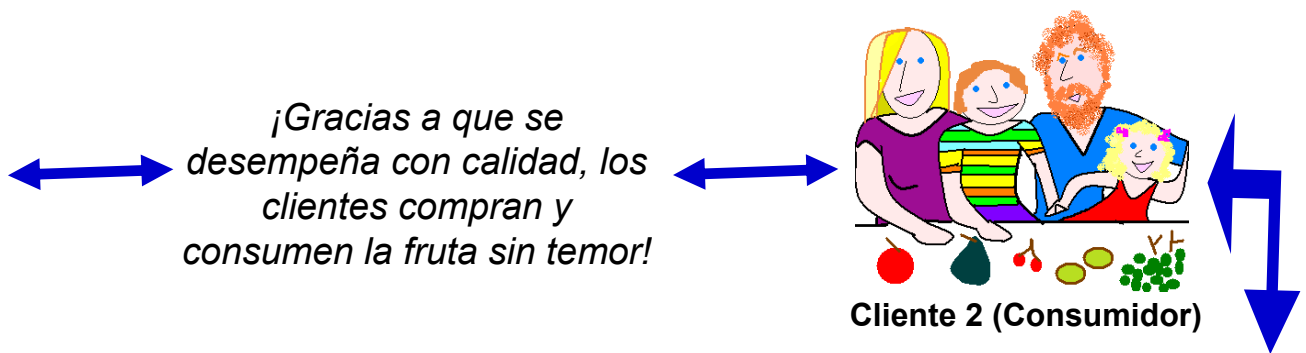 ¡Gracias a que se
desempeña con calidad, los
clientes compran y
consumen la fruta sin temor!
Cliente 2 (Consumidor)